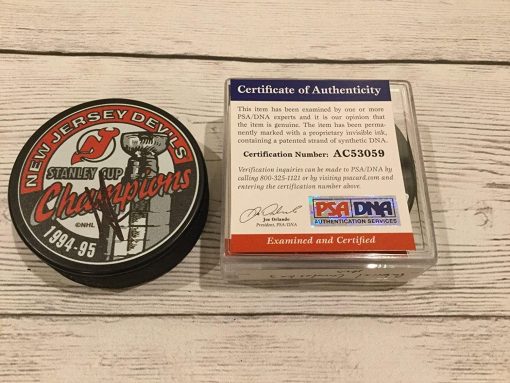 NEW JERSEY DEVILS
STANLEY CUP
Champions
©NHL
1994-95
Certificate of Authenticity
This item has been examined by one or more
PSA/DNA experts and it is our opinion that
the item is genuine. The item has been perma-
nently marked with a proprietary invisible ink,
containing a patented strand of synthetic DNA.
Certification Number: AC53059
Verification inquiries can be made to PSA/DNA by
calling 800-325-1121 or by visiting psacard.com and
entering the certification number above.
Joe Orlando
President, PSA/DNA
PSA DNA
AUTHENTICATION SERVICES
Examined and Certified